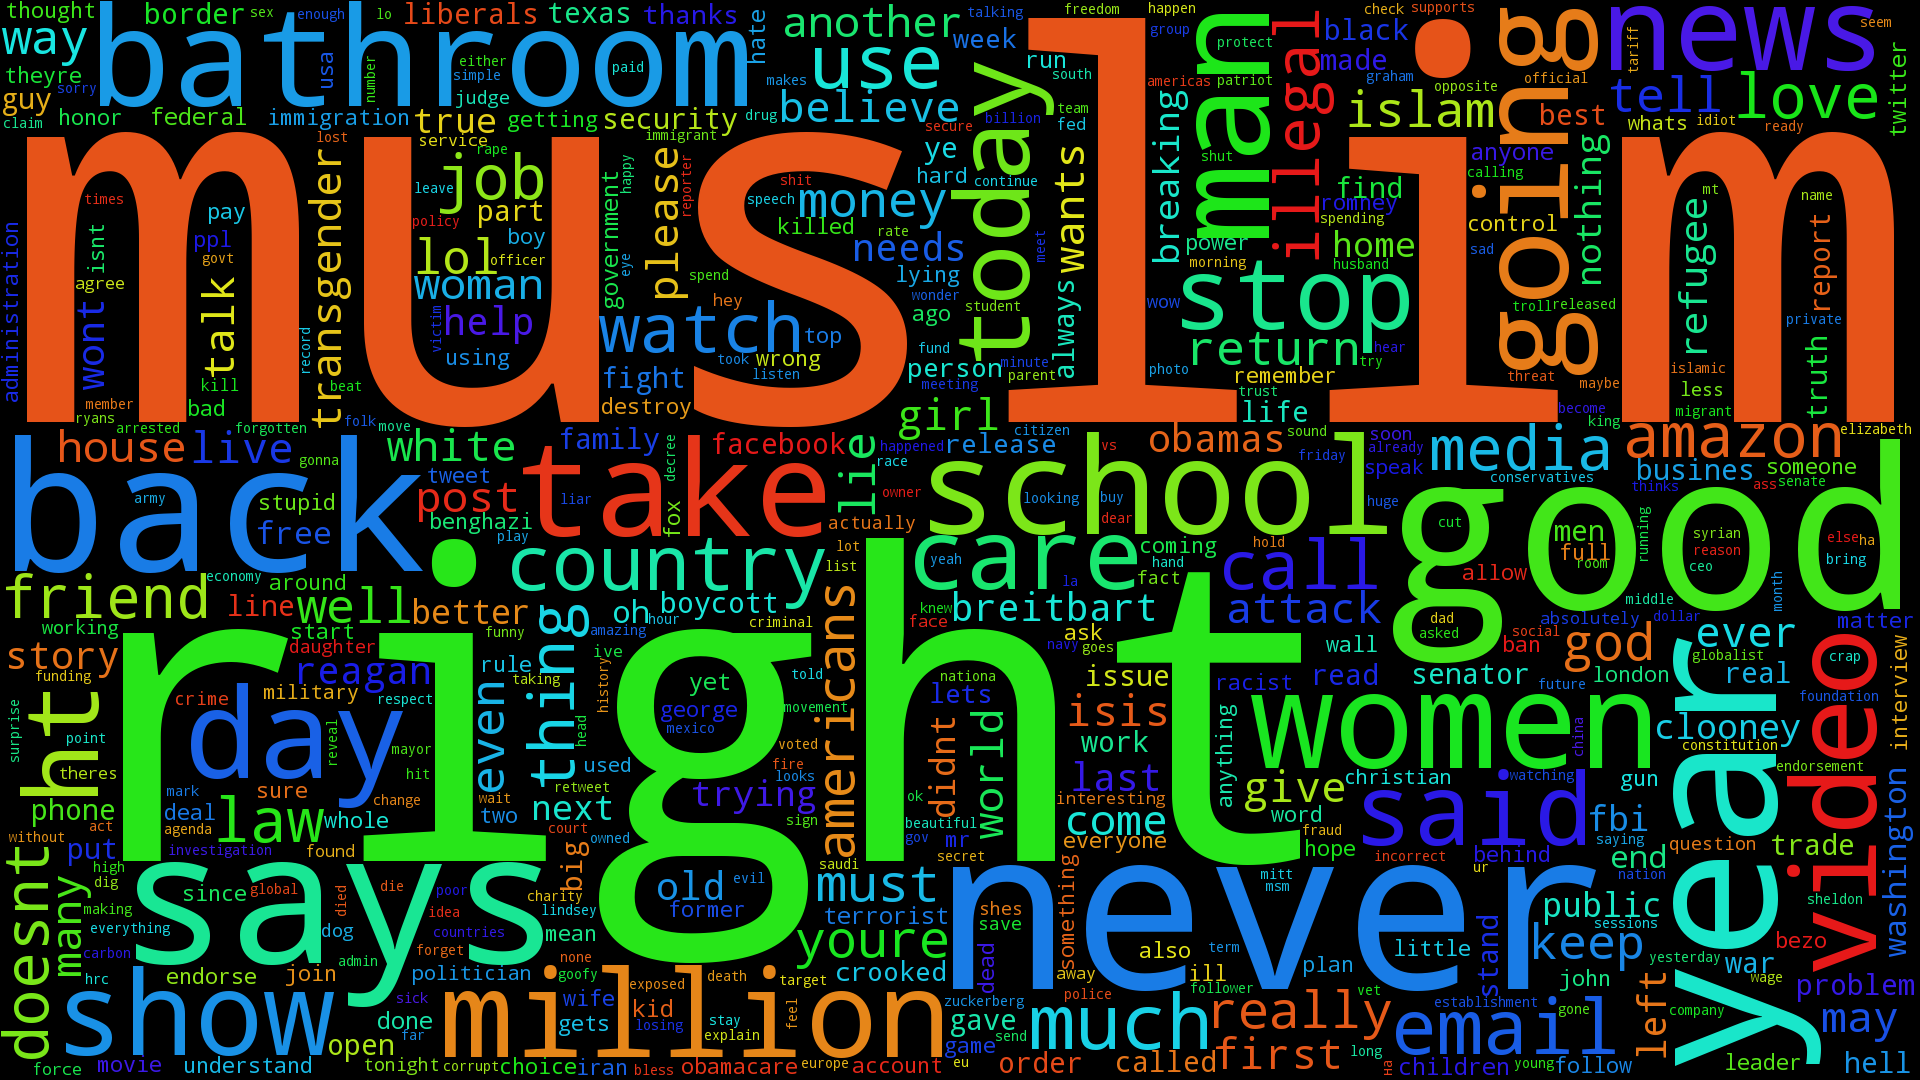 thought
border
sex
enough
lo
liberals
texas
thanks
another
talking
freedom
happen
check
supports
news
seem
way
bathroom
usa
either
simple
number
paid
hate
use
week
group
run
south
protect
black
made
going
tariff
theyre
sorry
guy
claim
honor
federal
immigration
judge
true
getting
security
drug
makes
believe
team
billion
fed
americas
patriot
man
illegal
graham
islam
opposite
official
best
tell
love
twitter
whats
idiot
ready
muslim
lost
service
rape
immigrant
secure
ye
today
wants
breaking
shut
anyone
calling
nothing
times
transgender
job
leave
government
happy
please
reporter
shit
speech
money
hard
continue
find
romney
spending
mt
name
administration
isnt
pay
ppl
govt
policy
part
boy
killed
rate
student
meet
power
morning
home
husband
control
sad
refugee
report
agree
wont
talk
lol
officer
woman
eye
spend
hey
needs
lying
wonder
ago
always
wow
stop
troll
released
private
truth
record
victim
help
using
watch
top
took
wrong
listen
fund
person
minute
parent
return
try
hear
remember
photo
trust
threat
maybe
islamic
less
migrant
member
ryans
kill
bad
beat
fight
destroy
meeting
girl
life
become
king
arrested
forgotten
folk
move
house
live
gonna
white
family
facebook
decree
lie
happened
release
citizen
vs
obamas
sound
friday
soon
already
speak
media
amazon
elizabeth
back
army
stupid
free
tweet
post
benghazi
play
liar
take
fox
race
owner
actually
school
looking
buy
dear
huge
conservatives
busines
someone
thinks
ass
senate
good
cut
men
full
room
running
syrian
reason
ceo
else
ha
bring
friend
economy
around
line
well
better
country
oh
hour
boycott
lot
list
yeah
care
coming
hand
fact
hold
call
allow
attack
la
knew
face
breitbart
middle
month
absolutely
dollar
matter
working
start
daughter
funny
thing
amazing
ive
criminal
americans
navy
ask
goes
wall
dad
asked
social
ban
god
ever
globalist
crap
interview
story
funding
reagan
rule
taking
history
yet
told
nationa
lets
issue
racist
read
senator
future
london
real
year
video
foundation
right
surprise
ht
crime
military
respect
even
george
mexico
movement
isis
women
clooney
constitution
point
theres
day
reveal
mayor
hit
head
used
voted
fire
looks
didnt
world
work
last
anything
christian
china
watching
gun
endorsement
washington
phone
mark
deal
agenda
sure
change
wait
two
next
retweet
trying
sign
ok
beautiful
gov
mr
interesting
come
give
word
said
fbi
saying
without
act
put
law
whole
investigation
found
court
owned
saudi
secret
everyone
fraud
hope
incorrect
behind
end
nation
question
trade
doesnt
many
high
dig
making
everything
carbon
since
global
says
died
die
poor
idea
countries
big
charity
lindsey
old
evil
former
must
terrorist
never
shes
save
something
mitt
msm
ur
public
sessions
sheldon
bezo
dog
admin
forget
mean
none
youre
crooked
dead
also
term
little
stand
keep
yesterday
hrc
endorse
join
politician
goofy
exposed
death
target
away
ill
follower
plan
john
war
wage
problem
show
sick
done
far
million
wife
gets
kid
losing
stay
explain
feel
zuckerberg
gave
send
game
police
much
really
vet
establishment
email
gone
left
company
may
open
force
movie
understand
tonight
corrupt
choice
iran
bless
obamacare
europe
account
eu
order
called
first
long
на
children
young
follow
leader
hell